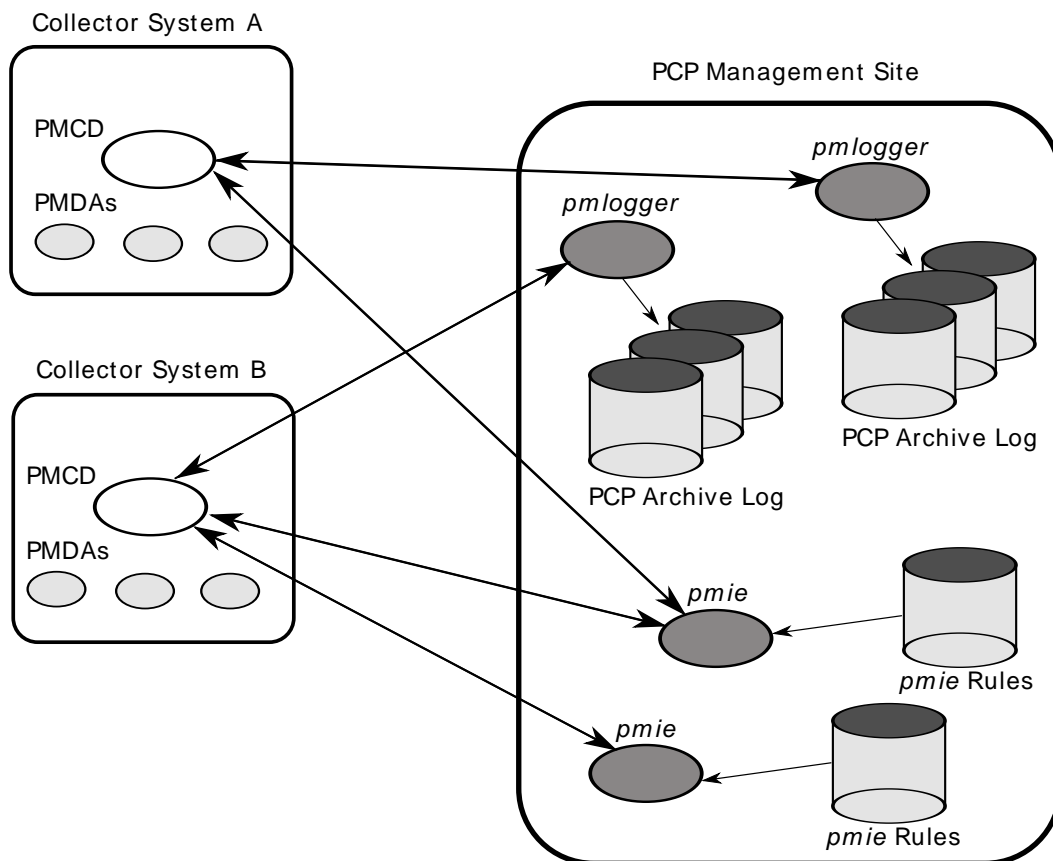 Collector System A
PMCD
PMDAs
Collector System B
PMCD
PMDAs
PCP Management Site
pmlogger
pmlogger
PCP Archive Log
PCP Archive Log
pmie
pmie Rules
pmie
pmie Rules